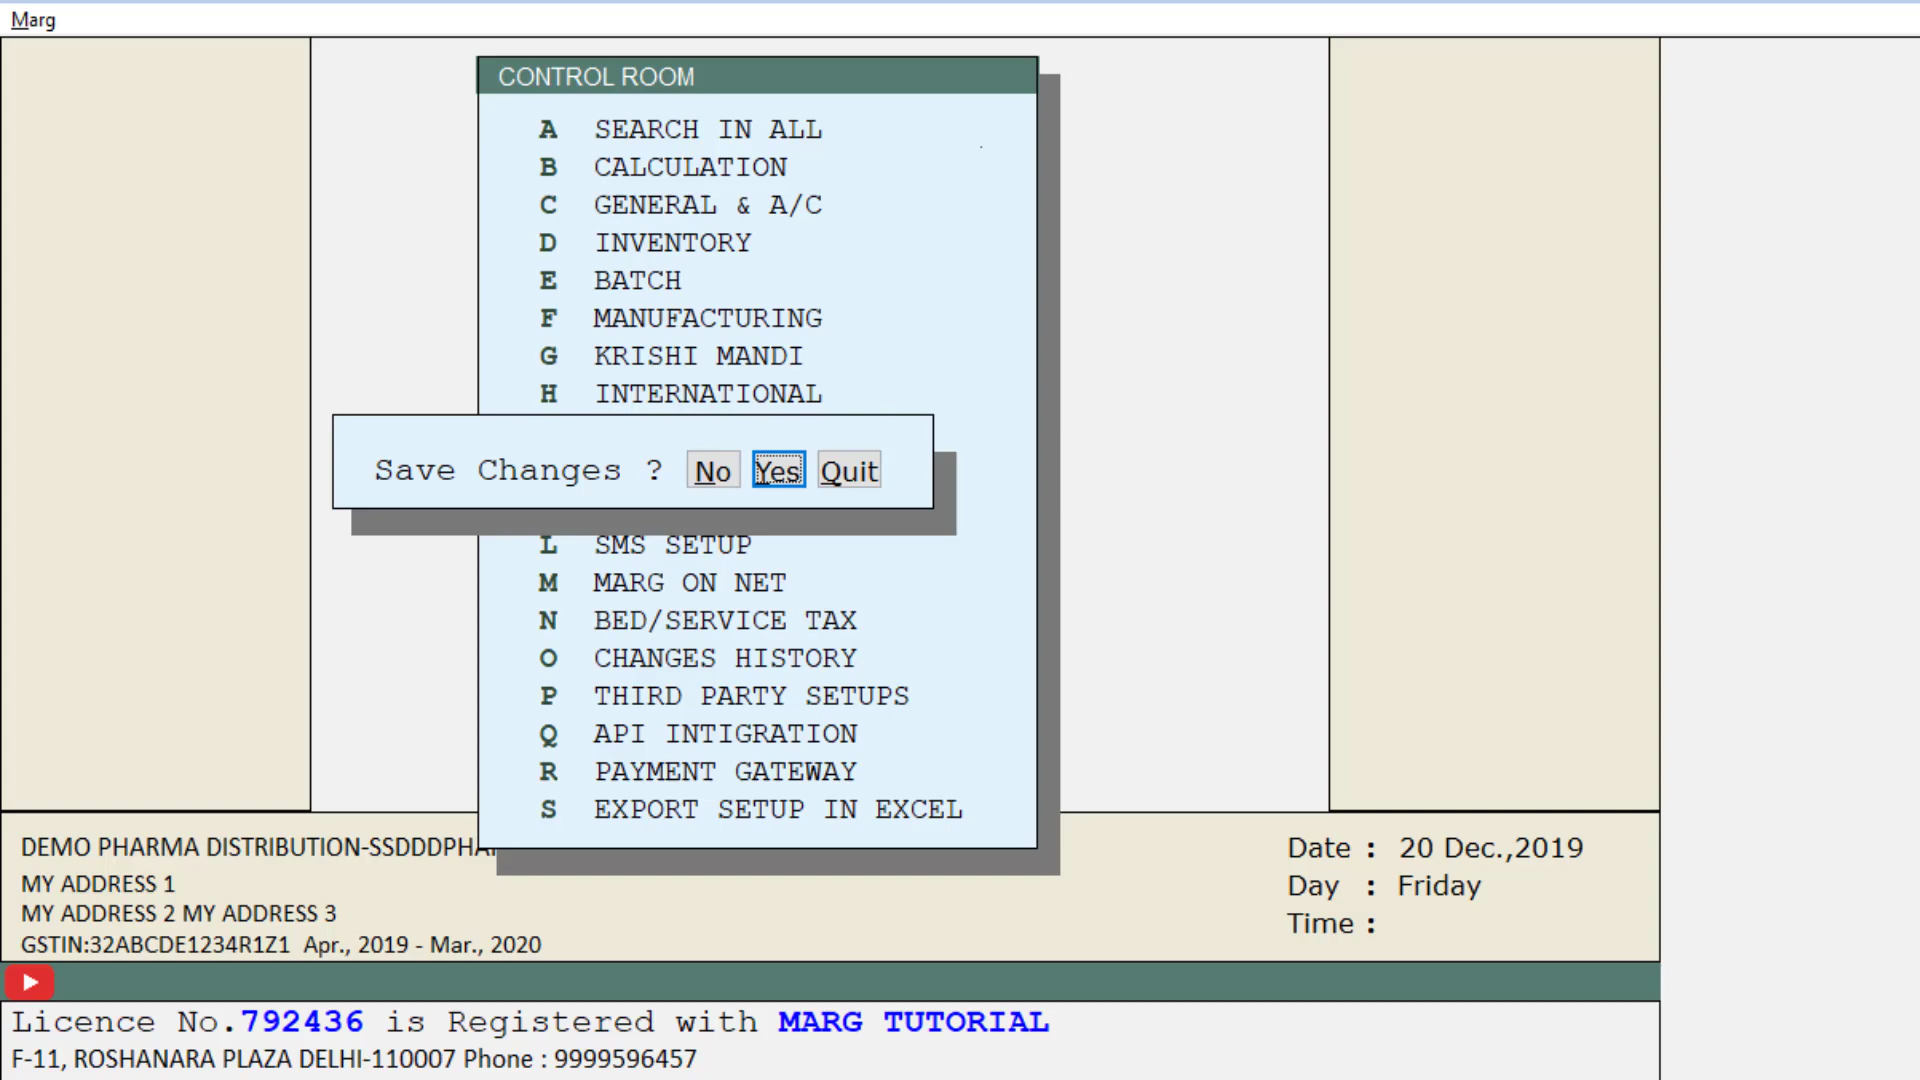 Marg
CONTROL ROOM
A SEARCH IN ALL
B CALCULATION
C GENERAL & A/C
D INVENTORY
E BATCH
F MANUFACTURING
G KRISHI MANDI
H INTERNATIONAL
Save Changes ? No Yes Quit
L SMS SETUP
M MARG ON NET
N BED/SERVICE TAX
O CHANGES HISTORY
P THIRD PARTY SETUPS
Q API INTIGRATION
R PAYMENT GATEWAY
S EXPORT SETUP IN EXCEL
DEMO PHARMA DISTRIBUTION-SSDDDPHA
MY ADDRESS 1
MY ADDRESS 2 MY ADDRESS 3
GSTIN:32ABCDE1234R1Z1 Apr., 2019 - Mar., 2020
Date : 20 Dec.,2019
Day : Friday
Time :
Licence No.792436 is Registered with MARG TUTORIAL
F-11, ROSHANARA PLAZA DELHI-110007 Phone : 9999596457